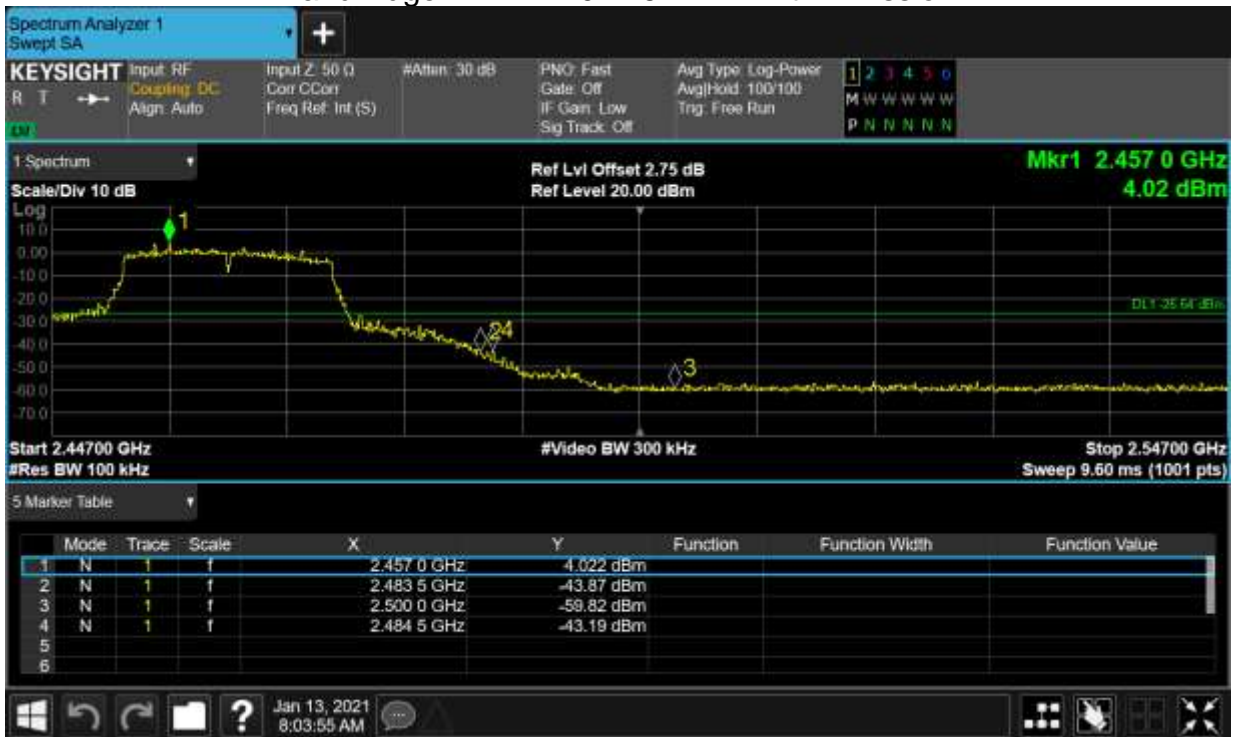 Spectrum Analyzer 1
Swept SA
KEYSIGHT Input: RF Input Z: 50 Ω #Atten: 30 dB PNO: Fast Avg Type: Log-Power 1 2 3 4 5 6
R T Coupling: DC Corr CCorr Gate: Off Avg|Hold: 100/100 M W W W W W
Align: Auto Freq Ref: Int (S) IF Gain: Low Trig: Free Run P N N N N N
Sig Track: Off
1 Spectrum Ref Lvl Offset 2.75 dB Mkr1 2.457 0 GHz
Scale/Div 10 dB Ref Level 20.00 dBm 4.02 dBm
Log
10.0
1
0.00
-10.0
-20.0
DL1 -25.64 dBm
-30.0
24
-40.0
-50.0
3
-60.0
-70.0
Start 2.44700 GHz #Video BW 300 kHz Stop 2.54700 GHz
#Res BW 100 kHz Sweep 9.60 ms (1001 pts)
5 Marker Table
Mode Trace Scale X Y Function Function Width Function Value
1 N 1 f 2.457 0 GHz 4.022 dBm
2 N 1 f 2.483 5 GHz -43.87 dBm
3 N 1 f 2.500 0 GHz -59.82 dBm
4 N 1 f 2.484 5 GHz -43.19 dBm
5
6
? Jan 13, 2021
8:03:55 AM